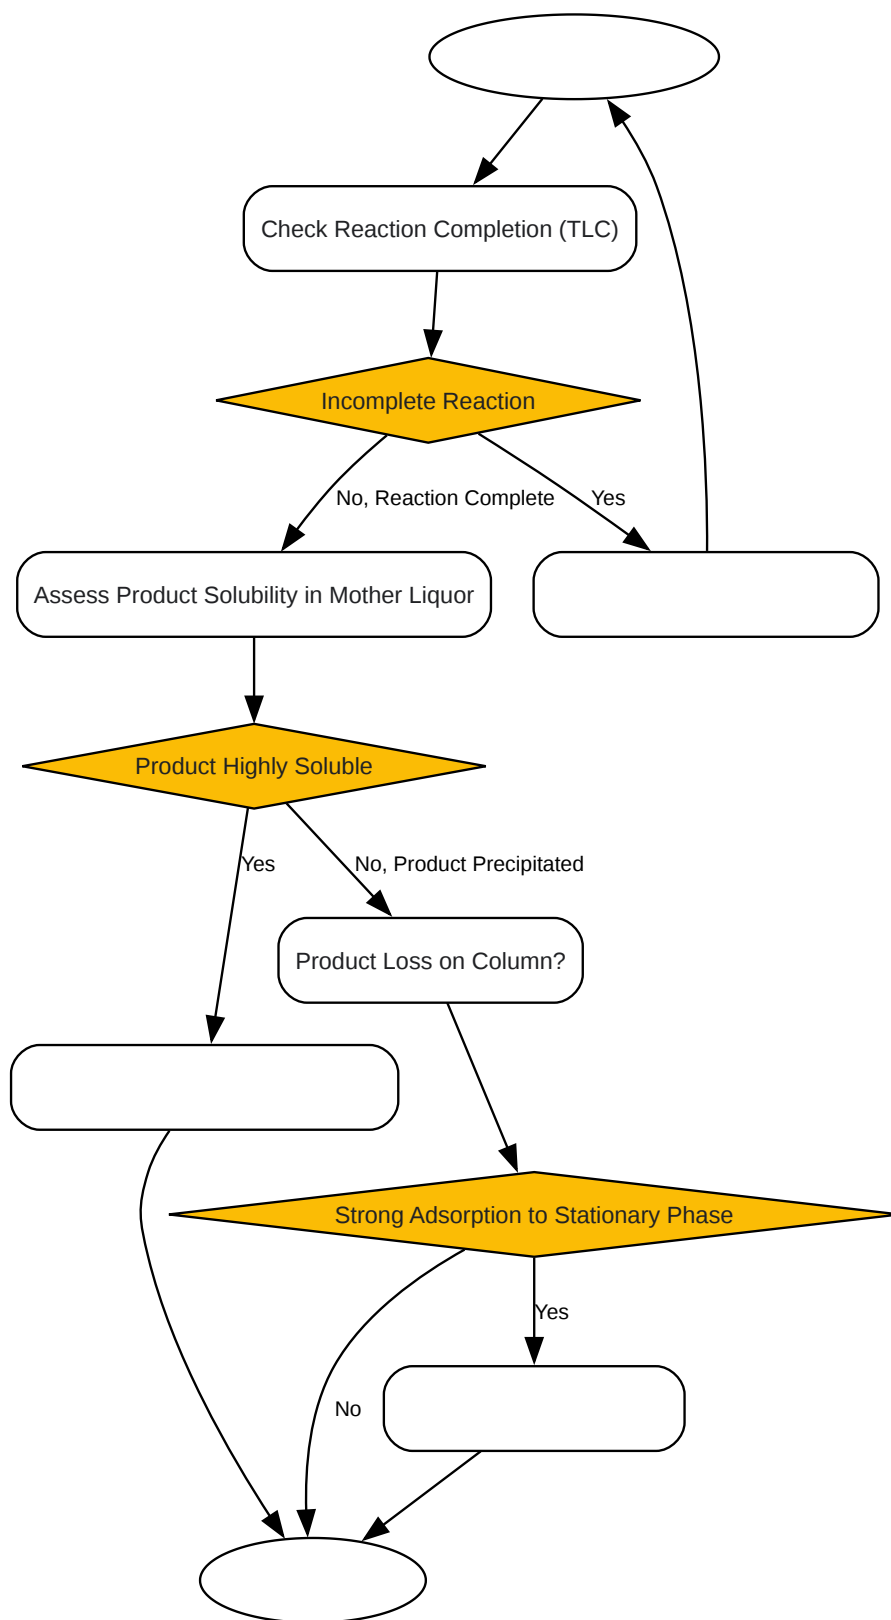 Check Reaction Completion (TLC)
Incomplete Reaction
No, Reaction Complete
Yes
Assess Product Solubility in Mother Liquor
Product Highly Soluble
Yes
No, Product Precipitated
Product Loss on Column?
Strong Adsorption to Stationary Phase
Yes
No